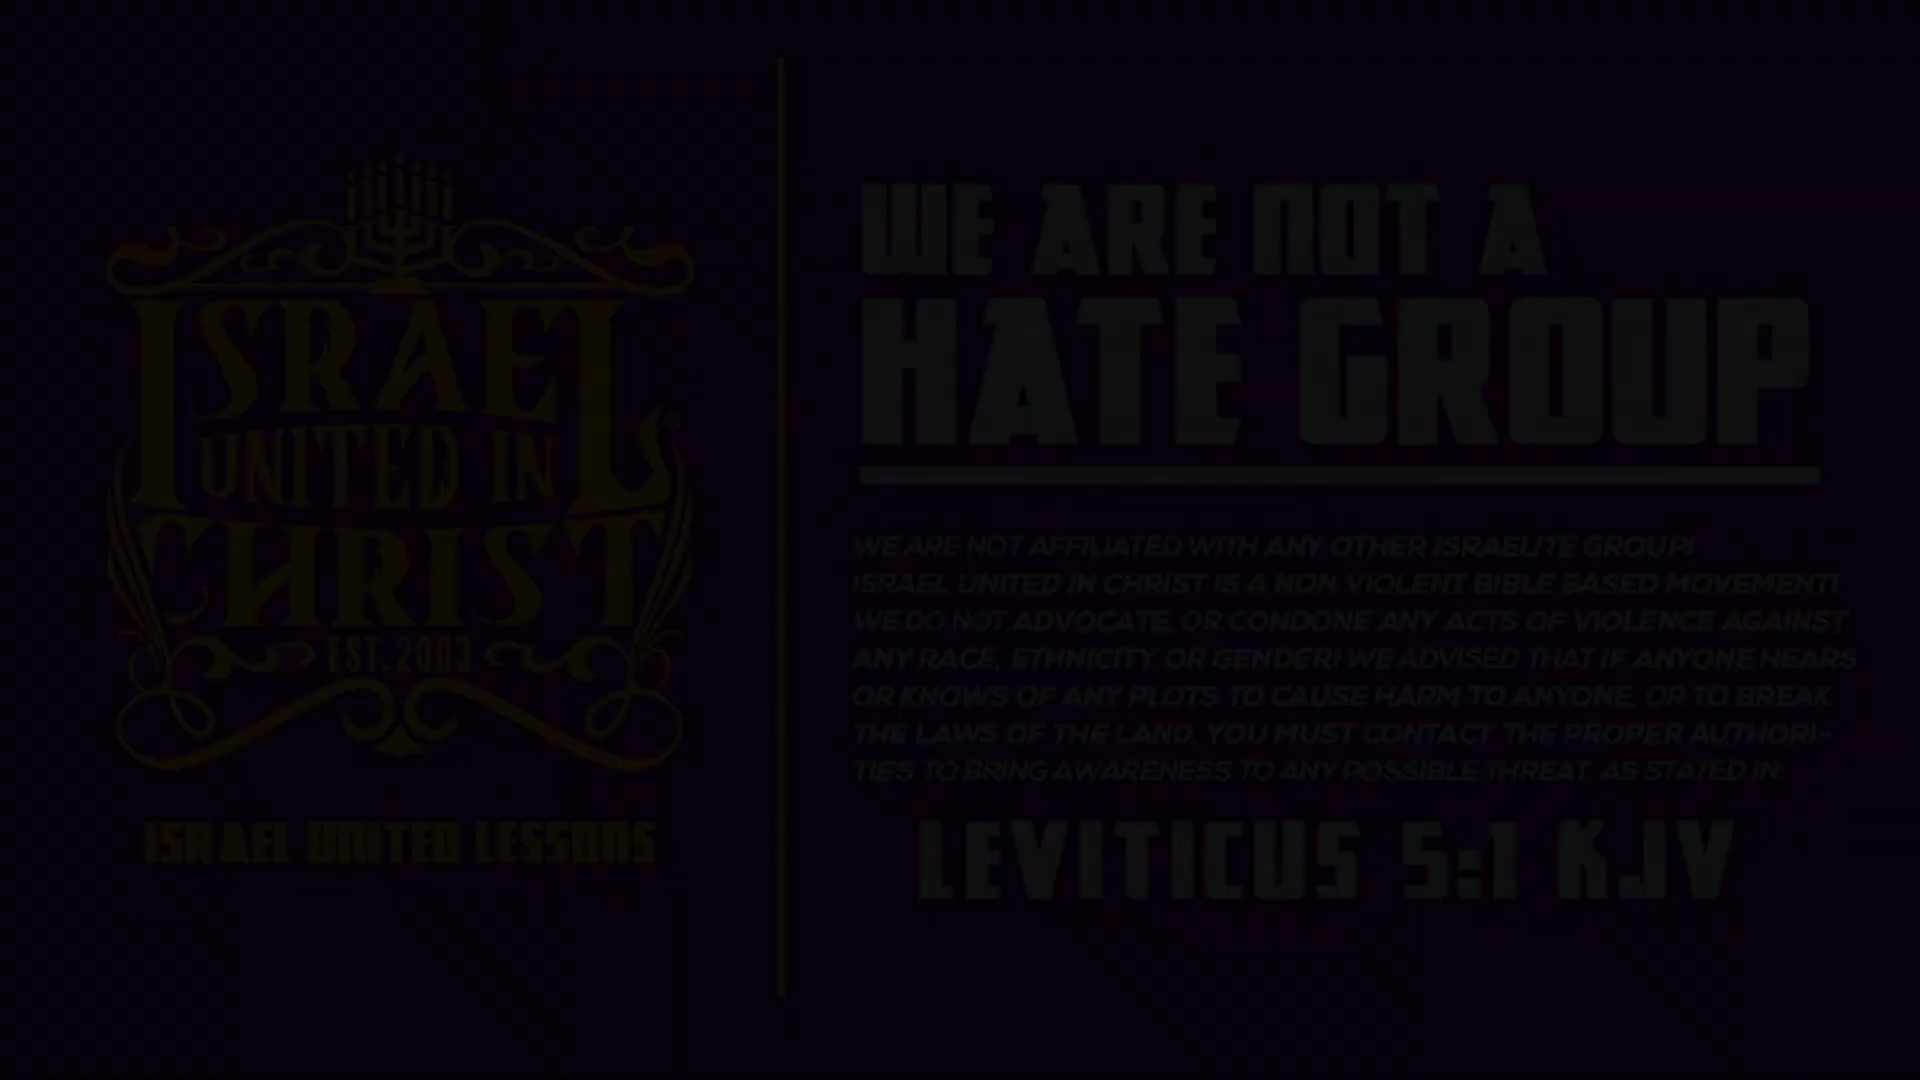 ISRAEL
UNITED IN
CHRIST
EST. 2003
ISRAEL UNITED LESSONS
WE ARE NOT A
HATE GROUP
WE ARE NOT AFFILIATED WITH ANY OTHER ISRAELITE GROUP!
ISRAEL UNITED IN CHRIST IS A NON VIOLENT BIBLE BASED MOVEMENT!
WE DO NOT ADVOCATE, OR CONDONE ANY ACTS OF VIOLENCE AGAINST
ANY RACE, ETHNICITY OR GENDER! WE ADVISED THAT IF ANYONE HEARS
OR KNOWS OF ANY PLOTS TO CAUSE HARM TO ANYONE, OR TO BREAK
THE LAWS OF THE LAND. YOU MUST CONTACT THE PROPER AUTHORI-
TIES TO BRING AWARENESS TO ANY POSSIBLE THREAT. AS STATED IN
LEVITICUS 5:1 KJV